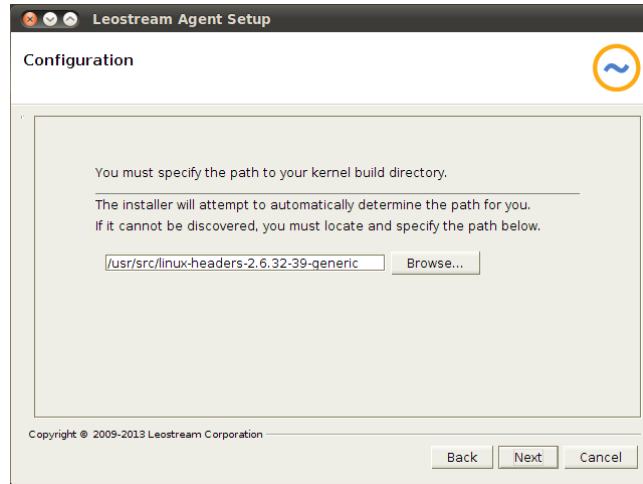 Leostream Agent Setup
Configuration
You must specify the path to your kernel build directory.
The installer will attempt to automatically determine the path for you.
If it cannot be discovered, you must locate and specify the path below.
/usr/src/linux-headers-2.6.32-39-generic Browse...
Copyright © 2009-2013 Leostream Corporation
Back Next Cancel